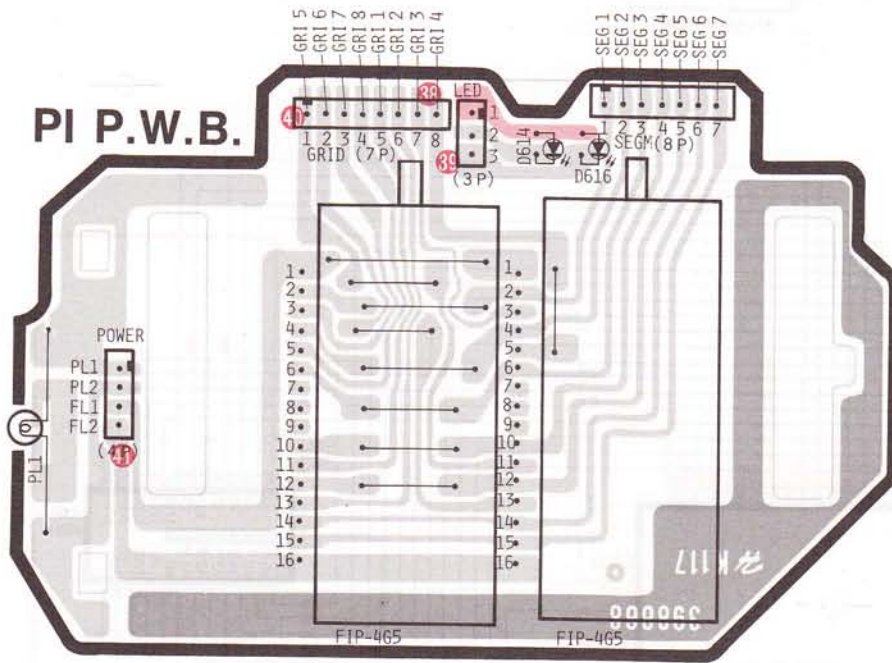 GRI 5
GRI 6
GRI 7
GRI 8
GRI 1
GRI 2
GRI 3
GRI 4
SEG 1
SEG 2
SEG 3
SEG 4
SEG 5
SEG 6
SEG 7
PI P.W.B.
40
38
LED
1 2 3 4 5 6 7 8
GRID (7P)
1
2
3
39
(3P)
D614
D616
1 2 3 4 5 6 7
SEGM(8P)
POWER
PL1
PL2
FL1
FL2
(4P)
41
PL1
1
2
3
4
5
6
7
8
9
10
11
12
13
14
15
16
1
2
3
4
5
6
7
8
9
10
11
12
13
14
15
16
K117
398008
FIP-4G5
FIP-4G5